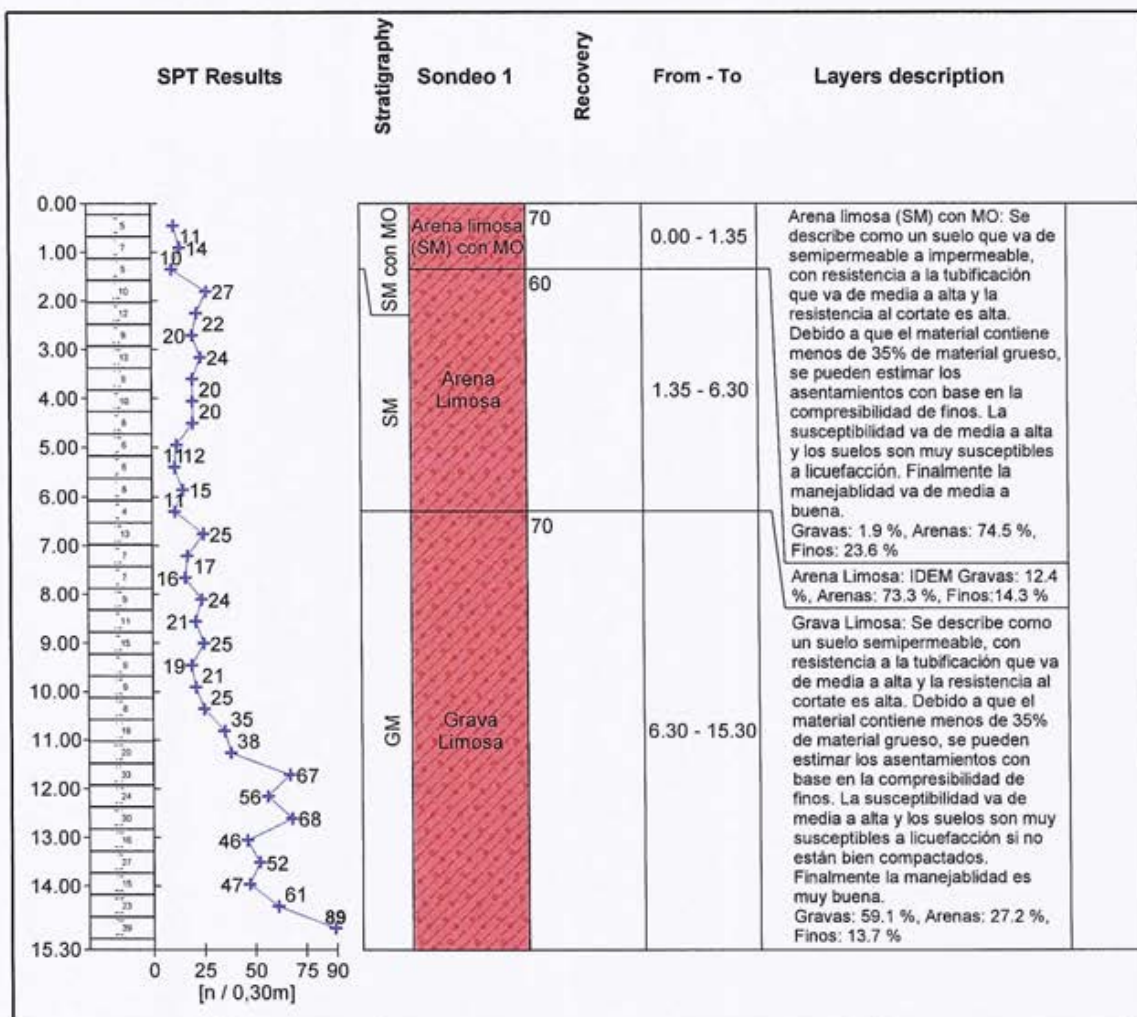 SPT Results
Stratigraphy
Sondeo 1
Recovery
From - To
Layers description
0.00
1.00
2.00
3.00
4.00
5.00
6.00
7.00
8.00
9.00
10.00
11.00
12.00
13.00
14.00
15.30
11
14
10
27
22
20
24
20
20
12
11
15
11
25
17
16
24
21
25
19
21
25
35
38
67
56
68
46
52
47
61
89
0 25 50 75 90
[n / 0,30m]
SM con MO
SM
GM
Arena limosa
(SM) con MO
Arena
Limosa
Grava
Limosa
70
60
70
0.00 - 1.35
1.35 - 6.30
6.30 - 15.30
Arena limosa (SM) con MO: Se
describe como un suelo que va de
semipermeable a impermeable,
con resistencia a la tubificación
que va de media a alta y la
resistencia al cortate es alta.
Debido a que el material contiene
menos de 35% de material grueso,
se pueden estimar los
asentamientos con base en la
compresibilidad de finos. La
susceptibilidad va de media a alta
y los suelos son muy susceptibles
a licuefacción. Finalmente la
manejablidad va de media a
buena.
Gravas: 1.9 %, Arenas: 74.5 %,
Finos: 23.6 %
Arena Limosa: IDEM Gravas: 12.4
%, Arenas: 73.3 %, Finos:14.3 %
Grava Limosa: Se describe como
un suelo semipermeable, con
resistencia a la tubificación que va
de media a alta y la resistencia al
cortate es alta. Debido a que el
material contiene menos de 35%
de material grueso, se pueden
estimar los asentamientos con
base en la compresibilidad de
finos. La susceptibilidad va de
media a alta y los suelos son muy
susceptibles a licuefacción si no
están bien compactados.
Finalmente la manejablidad es
muy buena.
Gravas: 59.1 %, Arenas: 27.2 %,
Finos: 13.7 %